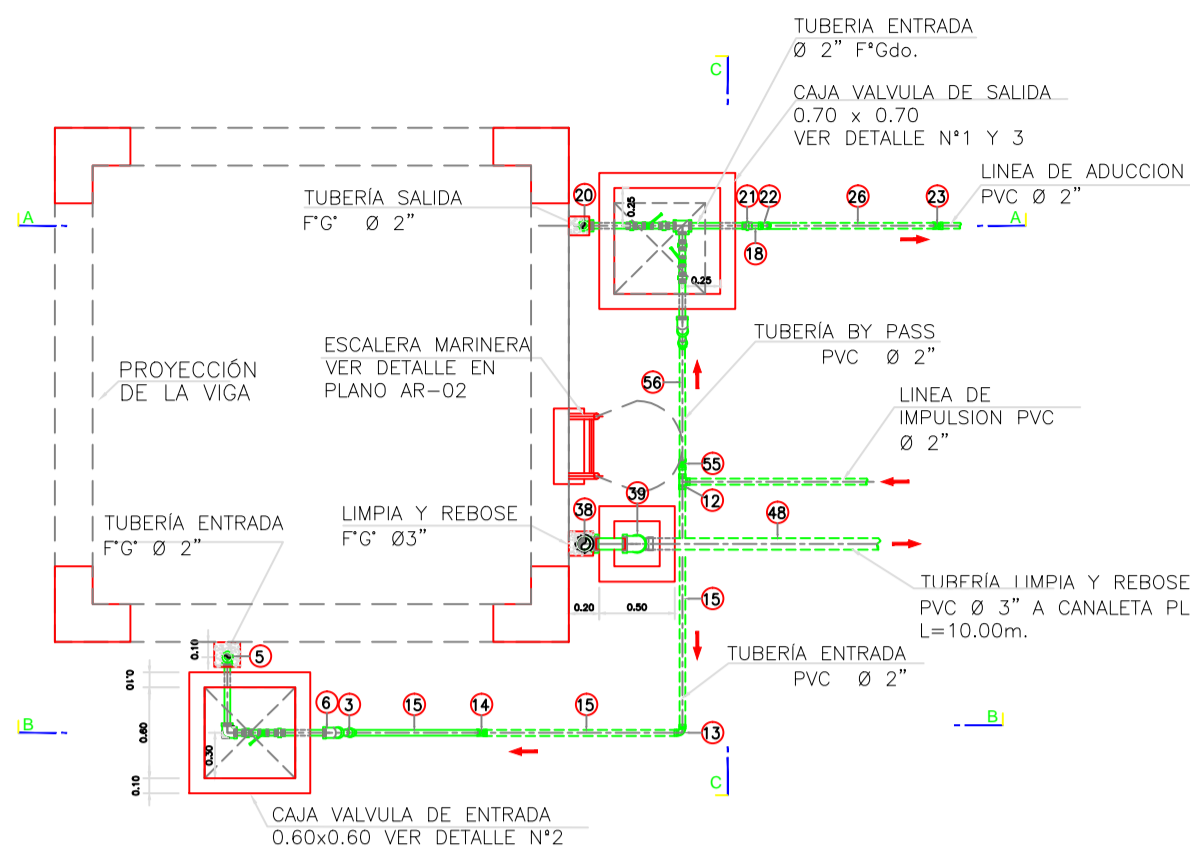 TUBERIA ENTRADA
Ø 2” F°Gdo.
C
CAJA VALVULA DE SALIDA
0.70 x 0.70
VER DETALLE N°1 Y 3
LINEA DE ADUCCION
PVC Ø 2”
TUBERÍA SALIDA
F°G° Ø 2”
20
0.25
21
22
26
23
A
A
18
0.25
ESCALERA MARINERA
VER DETALLE EN
PLANO AR-02
TUBERÍA BY PASS
PVC Ø 2”
PROYECCIÓN
DE LA VIGA
56
LINEA DE
IMPULSION PVC
Ø 2”
55
12
TUBERÍA ENTRADA
F°G° Ø 2”
LIMPIA Y REBOSE
F°G° Ø3”
38
39
48
TUBERÍA LIMPIA Y REBOSE
PVC Ø 3” A CANALETA PL
L=10.00m.
0.20
0.50
15
0.10
5
TUBERÍA ENTRADA
PVC Ø 2”
0.10
0.60
0.30
0.10
B
6
3
15
14
15
13
B
C
CAJA VALVULA DE ENTRADA
0.60x0.60 VER DETALLE N°2